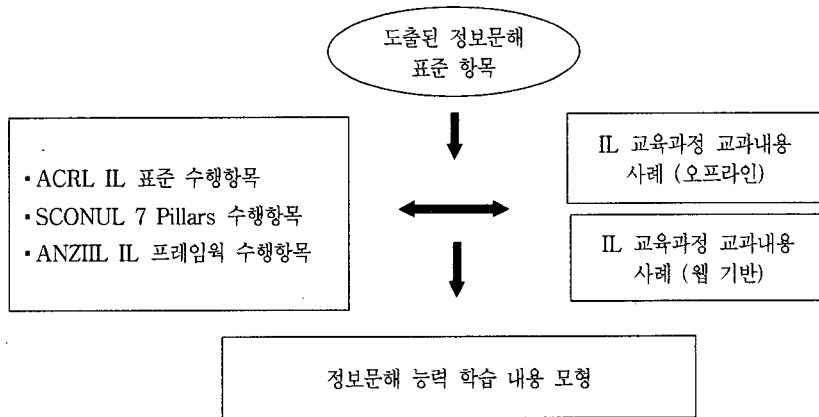 도출된 정보문해
표준 항목
▪ACRL IL 표준 수행항목
▪SCONUL 7 Pillars 수행항목
▪ANZIIL IL 프레임웍 수행항목
IL 교육과정 교과내용
사례 (오프라인)
IL 교육과정 교과내용
사례 (웹 기반)
정보문해 능력 학습 내용 모형